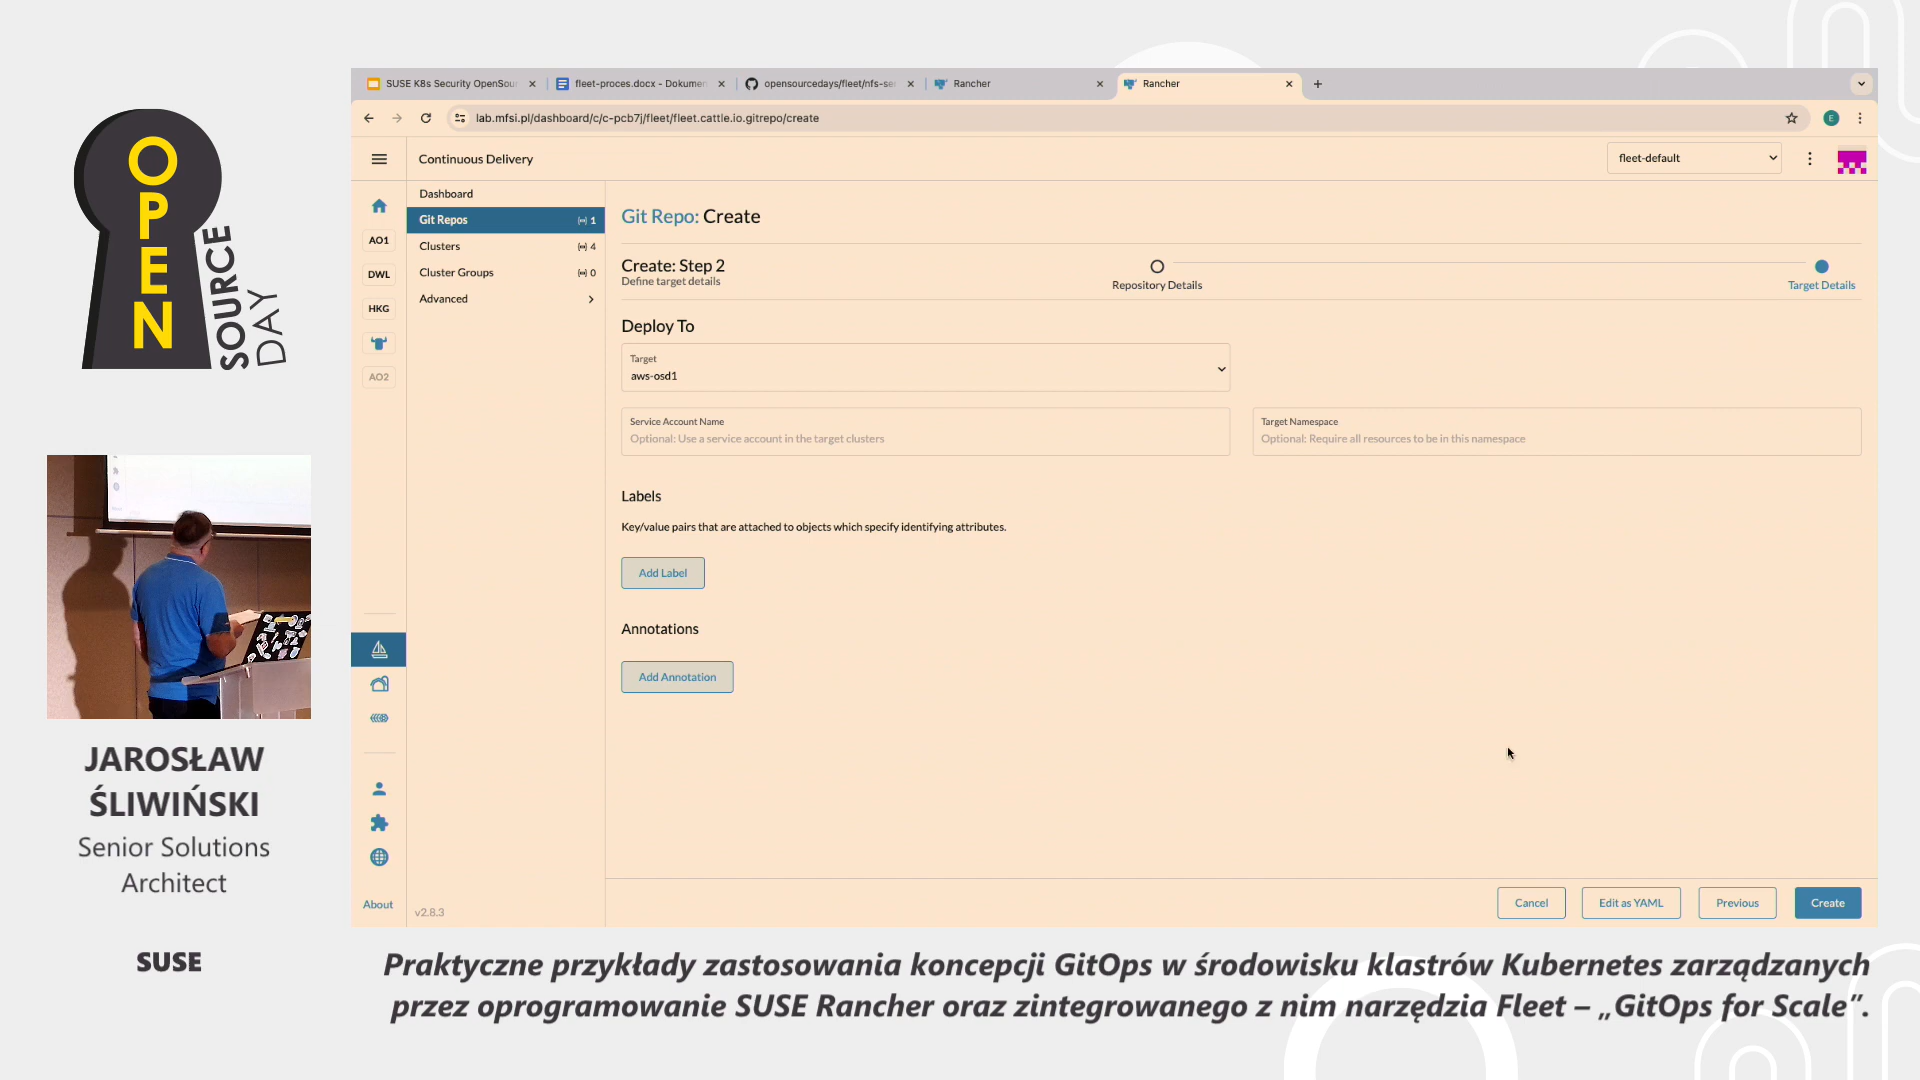 OPEN
SOURCE
DAY
JAROSŁAW
ŚLIWIŃSKI
Senior Solutions
Architect
SUSE
SUSE K8s Security OpenSour
fleet-proces.docx - Dokumen
opensourcedays/fleet/nfs-se
Rancher
Rancher
lab.mfsi.pl/dashboard/c/c-pcb7j/fleet/fleet.cattle.io.gitrepo/create
E
Continuous Delivery
fleet-default
AO1
DWL
HKG
AO2
About
Dashboard
Git Repos 1
Clusters 4
Cluster Groups 0
Advanced
v2.8.3
Git Repo: Create
Create: Step 2
Define target details
Repository Details
Target Details
Deploy To
Target
aws-osd1
Service Account Name
Optional: Use a service account in the target clusters
Target Namespace
Optional: Require all resources to be in this namespace
Labels
Key/value pairs that are attached to objects which specify identifying attributes.
Add Label
Annotations
Add Annotation
Cancel
Edit as YAML
Previous
Create
Praktyczne przykłady zastosowania koncepcji GitOps w środowisku klastrów Kubernetes zarządzanych
przez oprogramowanie SUSE Rancher oraz zintegrowanego z nim narzędzia Fleet – „GitOps for Scale”.